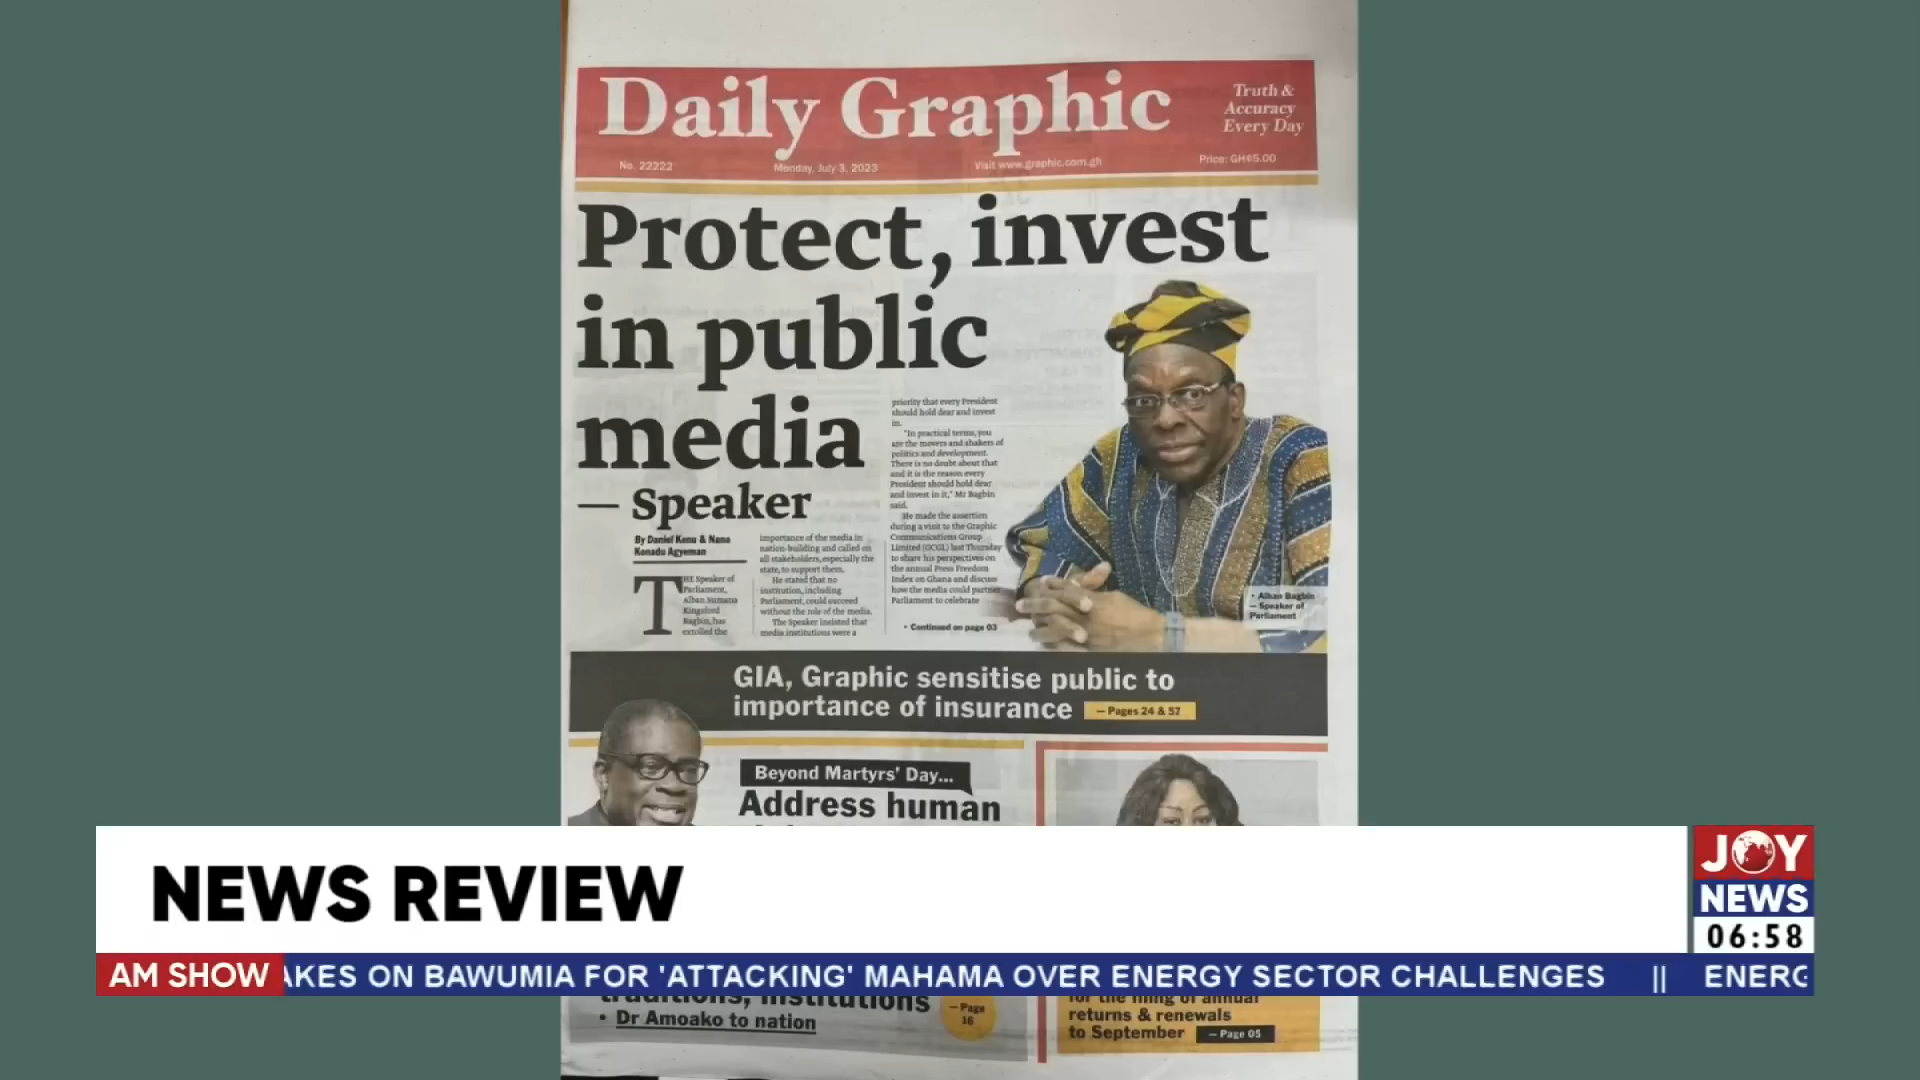 Daily Graphic
Truth &
Accuracy
Every Day
No. 22222
Monday, July 3, 2023
Visit www.graphic.com.gh
Price: GH¢5.00
Protect, invest
in public
media
— Speaker
By Daniel Kenu & Nana
Konadu Agyeman
THE Speaker of
Parliament,
Alban Sumana
Kingsford
Bagbin, has
extolled the
importance of the media in
nation-building and called on
all stakeholders, especially the
state, to support them.
He stated that no
institution, including
Parliament, could succeed
without the role of the media.
The Speaker insisted that
media institutions were a
priority that every President
should hold dear and invest
in.
"In practical terms, you
are the movers and shakers of
politics and development.
There is no doubt about that
and it is the reason every
President should hold dear
and invest in it," Mr Bagbin
said.
He made the assertion
during a visit to the Graphic
Communications Group
Limited (GCGL) last Thursday
to share his perspectives on
the annual Press Freedom
Index on Ghana and discuss
how the media could partner
Parliament to celebrate
• Continued on page 03
• Alban Bagbin
— Speaker of
Parliament
GIA, Graphic sensitise public to
importance of insurance — Pages 24 & 57
Beyond Martyrs' Day...
Address human
NEWS REVIEW
JOY
NEWS
06:58
AM SHOW
AKES ON BAWUMIA FOR 'ATTACKING' MAHAMA OVER ENERGY SECTOR CHALLENGES || ENERG
traditions, institutions
• Dr Amoako to nation
— Page
16
for the filing of annual
returns & renewals
to September — Page 05